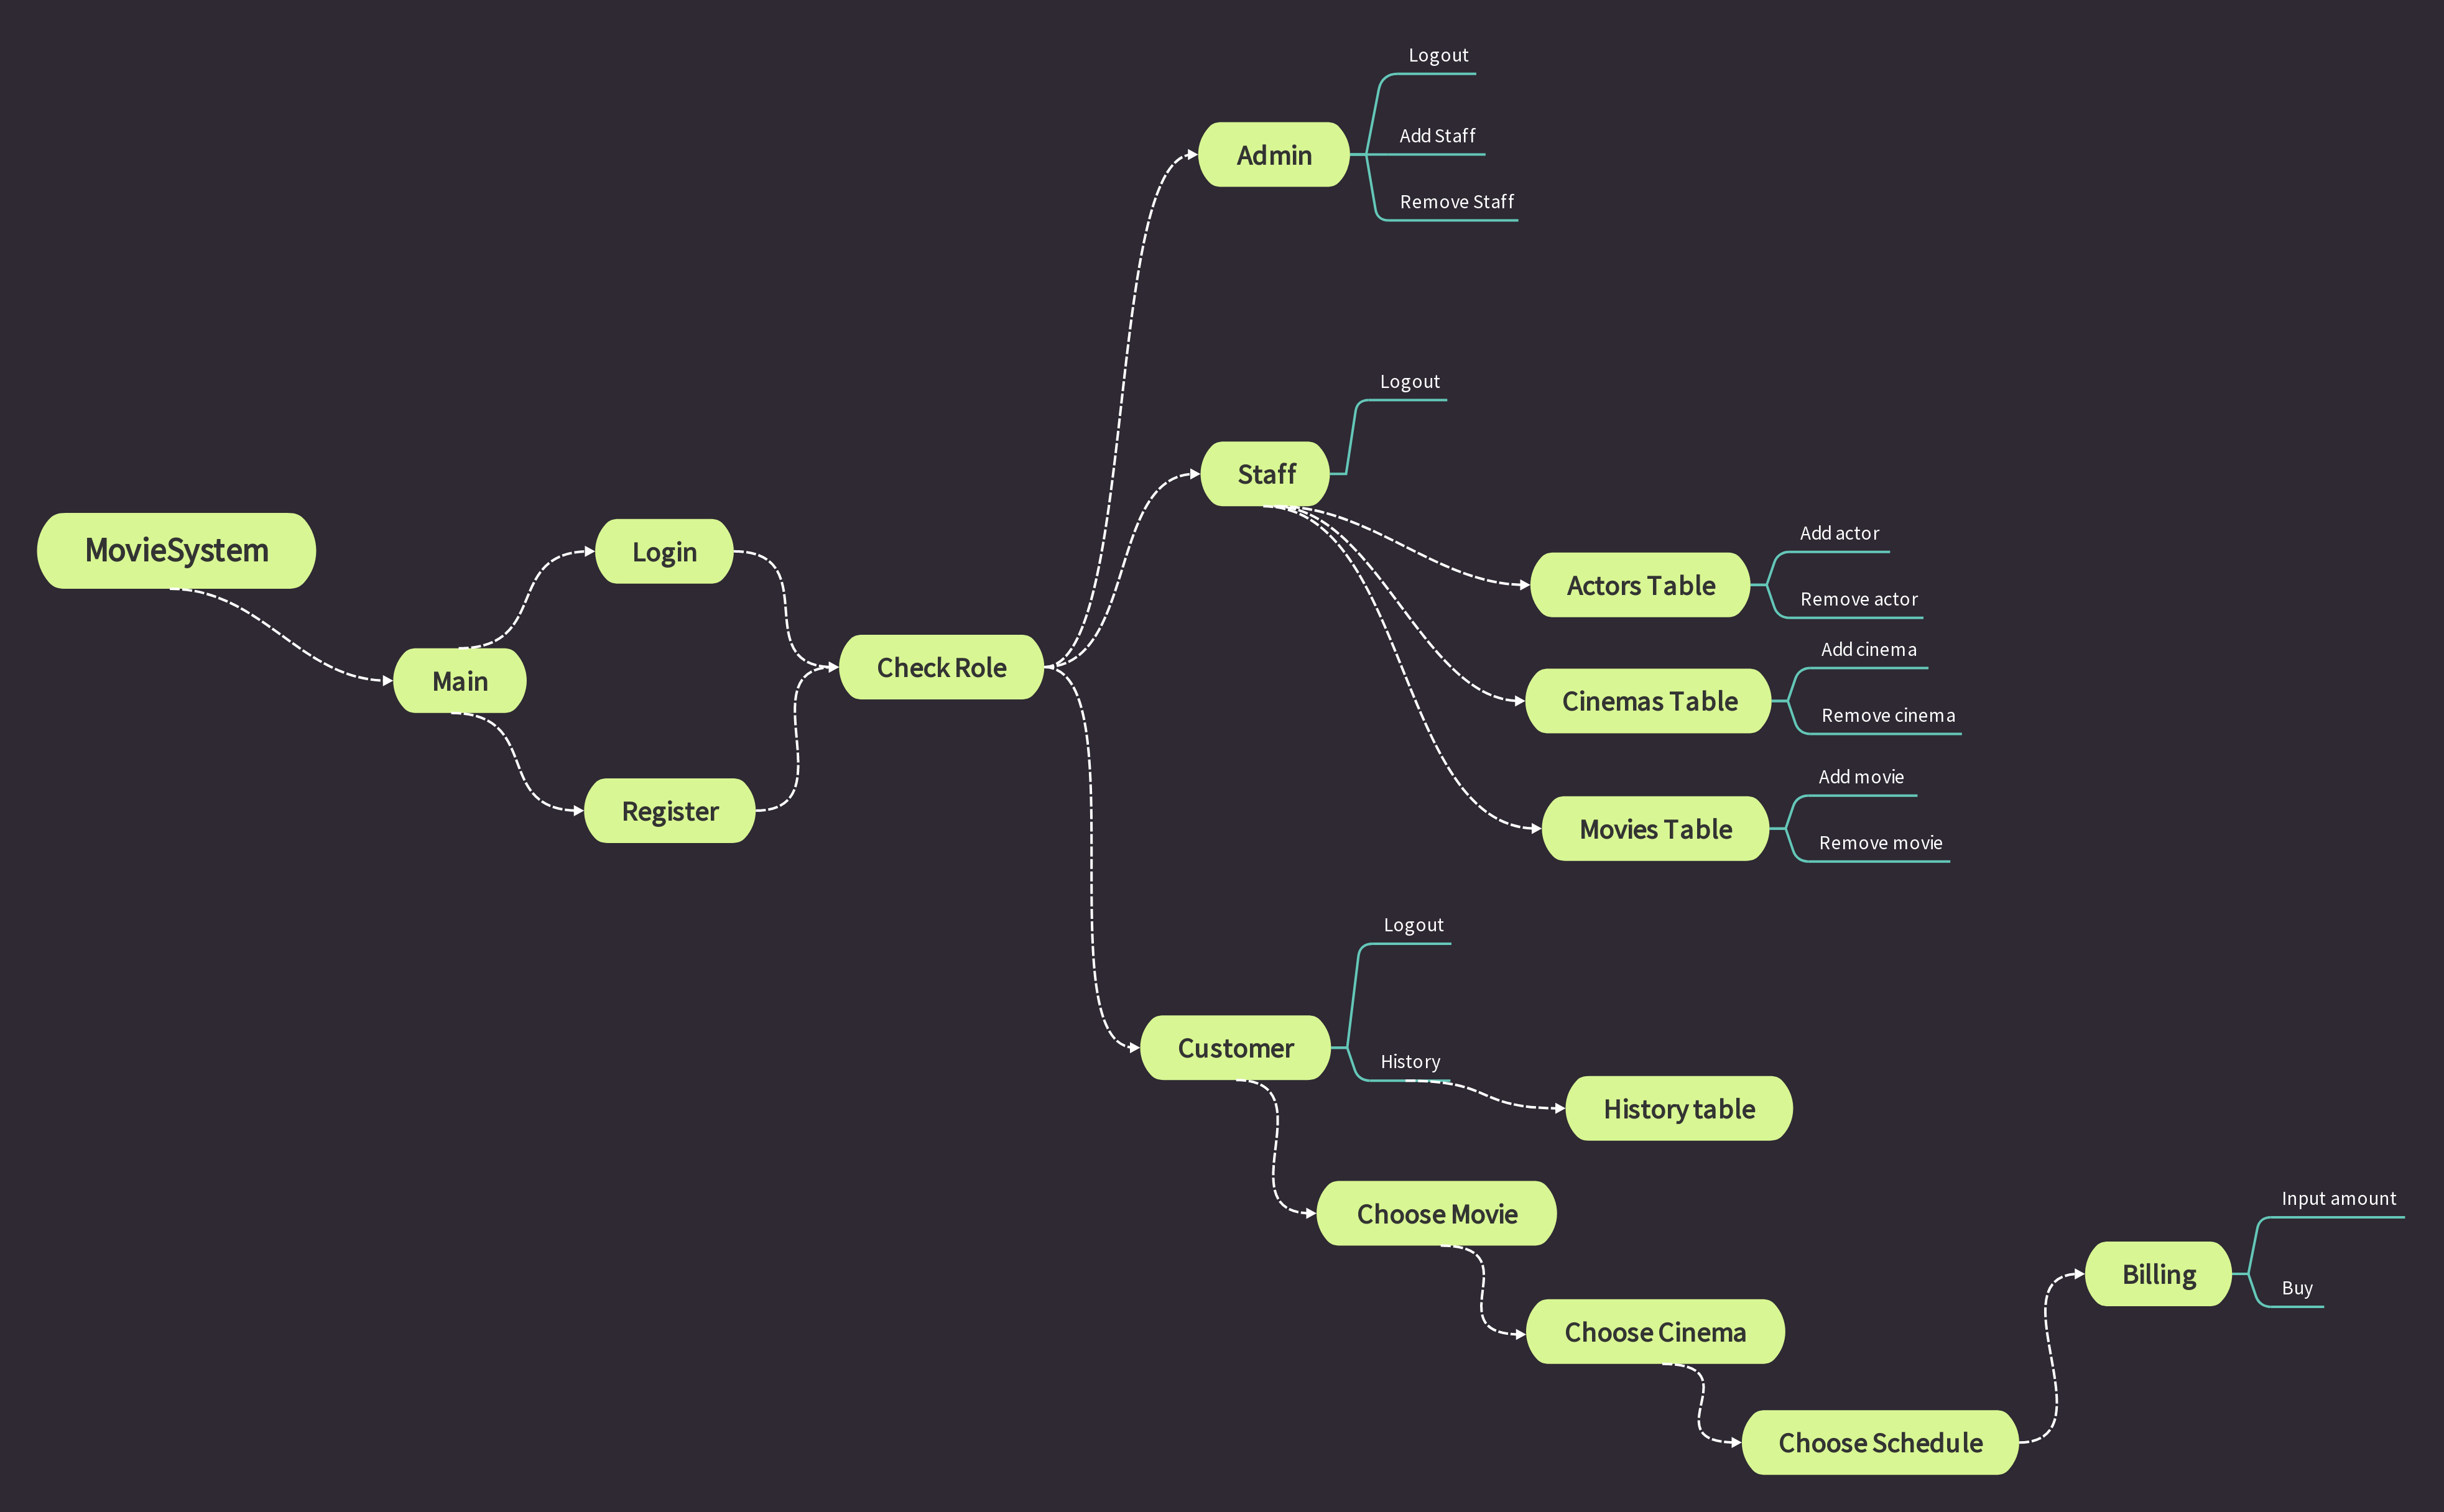 MovieSystem
Main
Login
Register
Check Role
Admin
Logout
Add Staff
Remove Staff
Staff
Logout
Actors Table
Add actor
Remove actor
Cinemas Table
Add cinema
Remove cinema
Movies Table
Add movie
Remove movie
Customer
Logout
History
History table
Choose Movie
Choose Cinema
Choose Schedule
Billing
Input amount
Buy